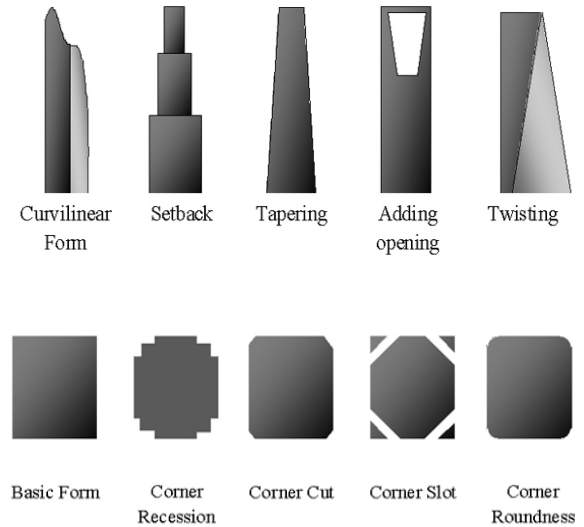 Curvilinear Form
Setback
Tapering
Adding opening
Twisting
Basic Form
Corner Recession
Corner Cut
Corner Slot
Corner Roundness